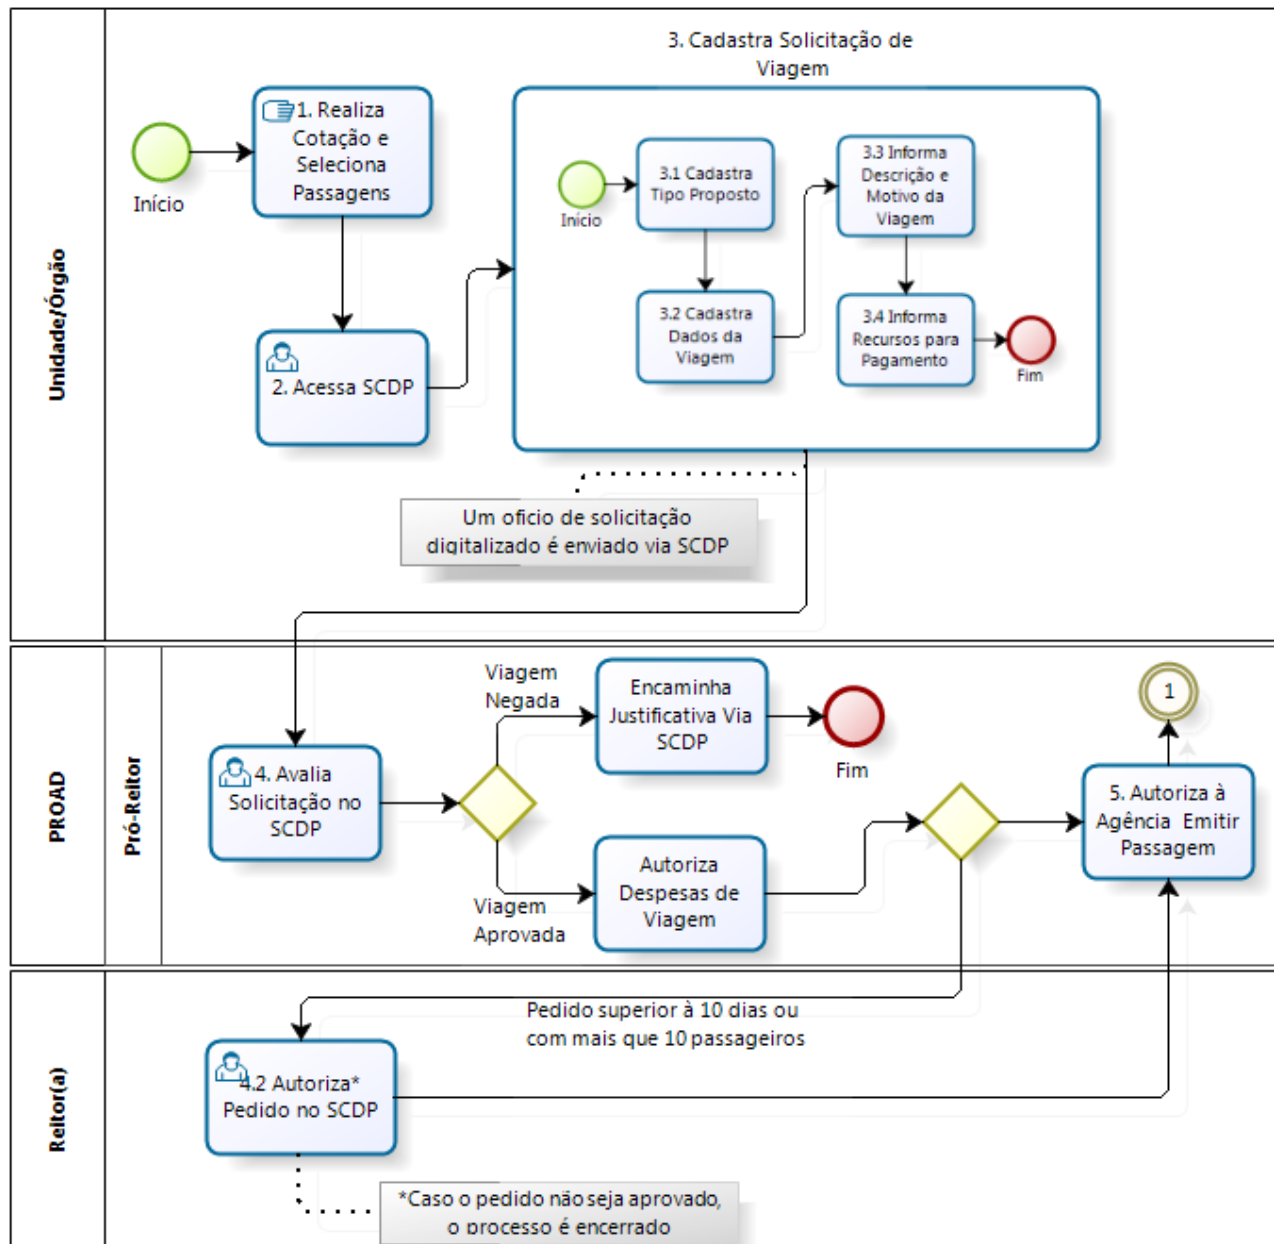 Unidade/Órgão
3. Cadastra Solicitação de
Viagem
Início
1. Realiza
Cotação e
Seleciona
Passagens
2. Acessa SCDP
Início
3.1 Cadastra
Tipo Proposto
3.2 Cadastra
Dados da
Viagem
3.3 Informa
Descrição e
Motivo da
Viagem
3.4 Informa
Recursos para
Pagamento
Fim
Um oficio de solicitação
digitalizado é enviado via SCDP
PROAD
Pró-Reitor
4. Avalia
Solicitação no
SCDP
Viagem
Negada
Encaminha
Justificativa Via
SCDP
Fim
Viagem
Aprovada
Autoriza
Despesas de
Viagem
1
5. Autoriza à
Agência Emitir
Passagem
Reitor(a)
Pedido superior à 10 dias ou
com mais que 10 passageiros
4.2 Autoriza*
Pedido no SCDP
*Caso o pedido não seja aprovado,
o processo é encerrado